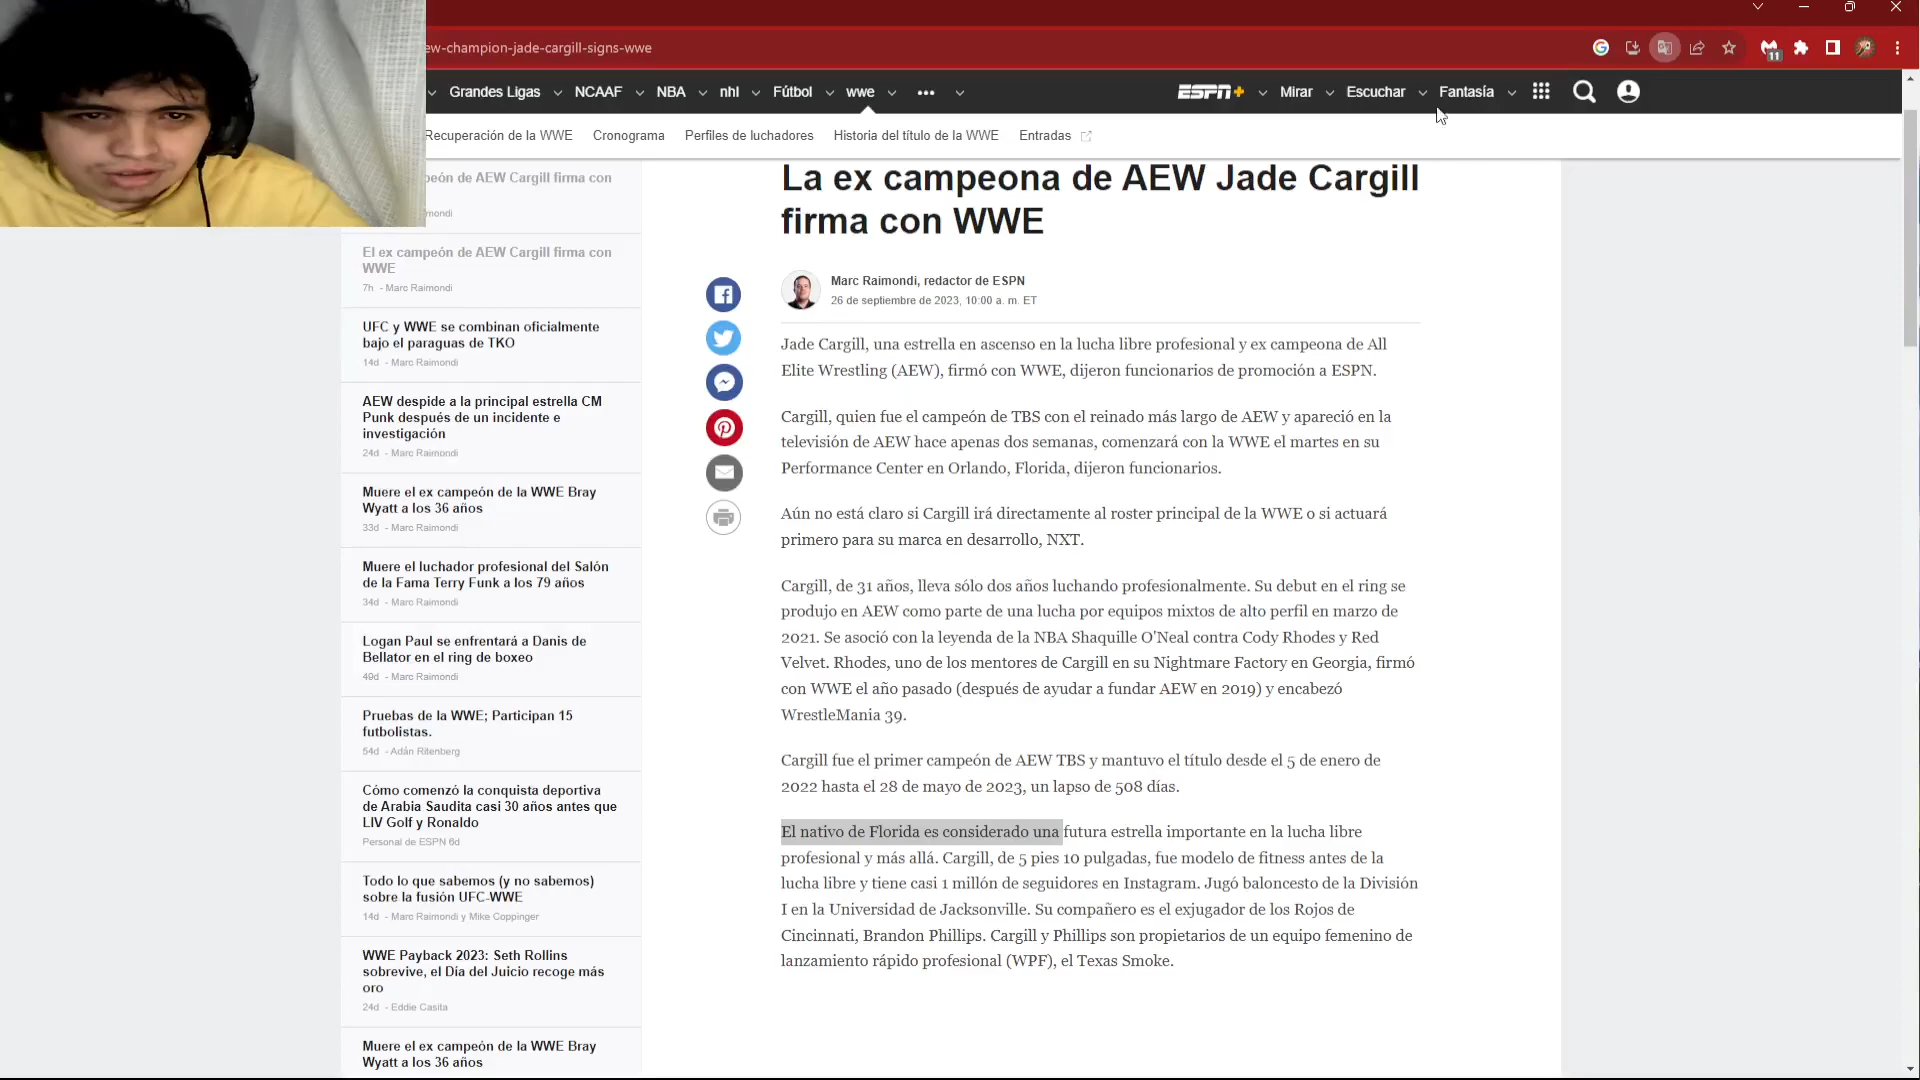 ew-champion-jade-cargill-signs-wwe
11
Grandes Ligas NCAAF NBA nhl Fútbol wwe ••• ESPN+ Mirar Escuchar Fantasía
Recuperación de la WWE Cronograma Perfiles de luchadores Historia del título de la WWE Entradas
eón de AEW Cargill firma con
mondi
El ex campeón de AEW Cargill firma con
WWE
7h - Marc Raimondi
UFC y WWE se combinan oficialmente
bajo el paraguas de TKO
14d - Marc Raimondi
AEW despide a la principal estrella CM
Punk después de un incidente e
investigación
24d - Marc Raimondi
Muere el ex campeón de la WWE Bray
Wyatt a los 36 años
33d - Marc Raimondi
Muere el luchador profesional del Salón
de la Fama Terry Funk a los 79 años
34d - Marc Raimondi
Logan Paul se enfrentará a Danis de
Bellator en el ring de boxeo
49d - Marc Raimondi
Pruebas de la WWE; Participan 15
futbolistas.
54d - Adán Ritenberg
Cómo comenzó la conquista deportiva
de Arabia Saudita casi 30 años antes que
LIV Golf y Ronaldo
Personal de ESPN 6d
Todo lo que sabemos (y no sabemos)
sobre la fusión UFC-WWE
14d - Marc Raimondi y Mike Coppinger
WWE Payback 2023: Seth Rollins
sobrevive, el Día del Juicio recoge más
oro
24d - Eddie Casita
Muere el ex campeón de la WWE Bray
Wyatt a los 36 años
La ex campeona de AEW Jade Cargill
firma con WWE
Marc Raimondi, redactor de ESPN
26 de septiembre de 2023, 10:00 a. m. ET
Jade Cargill, una estrella en ascenso en la lucha libre profesional y ex campeona de All
Elite Wrestling (AEW), firmó con WWE, dijeron funcionarios de promoción a ESPN.
Cargill, quien fue el campeón de TBS con el reinado más largo de AEW y apareció en la
televisión de AEW hace apenas dos semanas, comenzará con la WWE el martes en su
Performance Center en Orlando, Florida, dijeron funcionarios.
Aún no está claro si Cargill irá directamente al roster principal de la WWE o si actuará
primero para su marca en desarrollo, NXT.
Cargill, de 31 años, lleva sólo dos años luchando profesionalmente. Su debut en el ring se
produjo en AEW como parte de una lucha por equipos mixtos de alto perfil en marzo de
2021. Se asoció con la leyenda de la NBA Shaquille O'Neal contra Cody Rhodes y Red
Velvet. Rhodes, uno de los mentores de Cargill en su Nightmare Factory en Georgia, firmó
con WWE el año pasado (después de ayudar a fundar AEW en 2019) y encabezó
WrestleMania 39.
Cargill fue el primer campeón de AEW TBS y mantuvo el título desde el 5 de enero de
2022 hasta el 28 de mayo de 2023, un lapso de 508 días.
El nativo de Florida es considerado una futura estrella importante en la lucha libre
profesional y más allá. Cargill, de 5 pies 10 pulgadas, fue modelo de fitness antes de la
lucha libre y tiene casi 1 millón de seguidores en Instagram. Jugó baloncesto de la División
I en la Universidad de Jacksonville. Su compañero es el exjugador de los Rojos de
Cincinnati, Brandon Phillips. Cargill y Phillips son propietarios de un equipo femenino de
lanzamiento rápido profesional (WPF), el Texas Smoke.